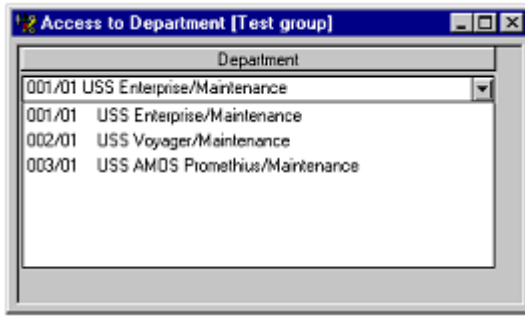 Access to Department [Test group]
Department
001/01 USS Enterprise/Maintenance
001/01 USS Enterprise/Maintenance
002/01 USS Voyager/Maintenance
003/01 USS AMOS Promethius/Maintenance